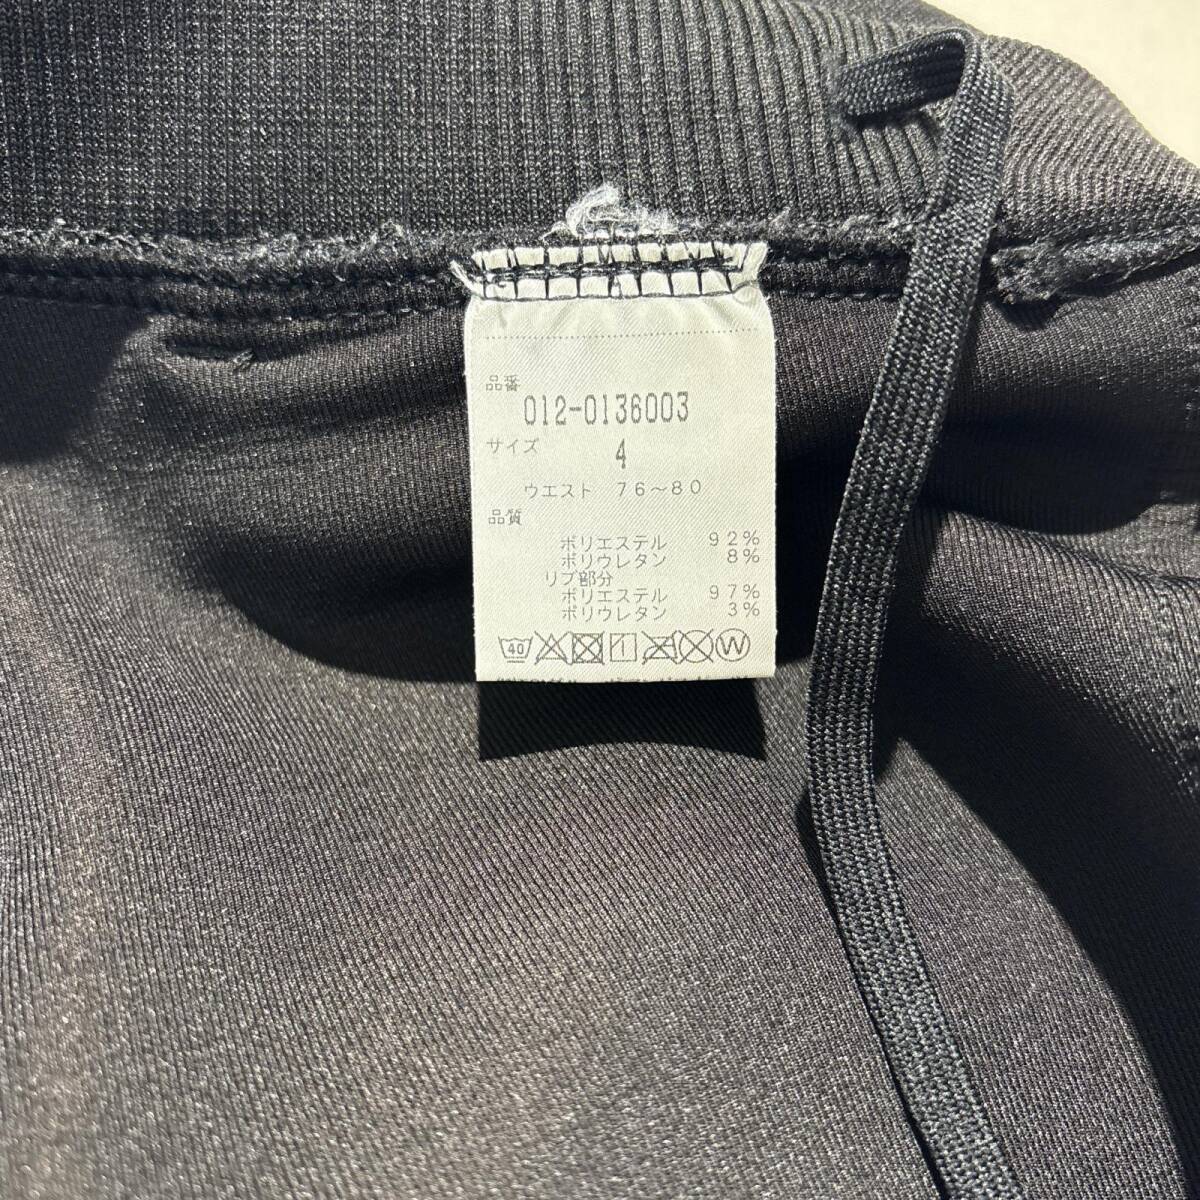 品番
012-0136003
サイズ
4
ウエスト 76〜80
品質
ポリエステル 92%
ポリウレタン 8%
リブ部分
ポリエステル 97%
ポリウレタン 3%
40 W